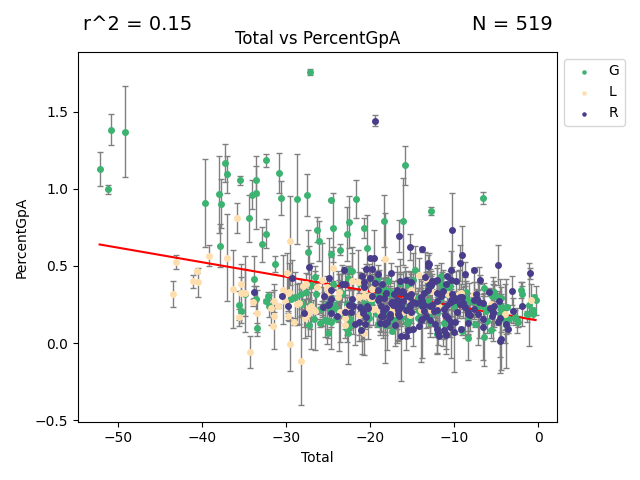 r^2 = 0.15
N = 519
Total vs PercentGpA
G
L
R
1.5
1.0
0.5
0.0
−0.5
PercentGpA
−50
−40
−30
−20
−10
0
Total